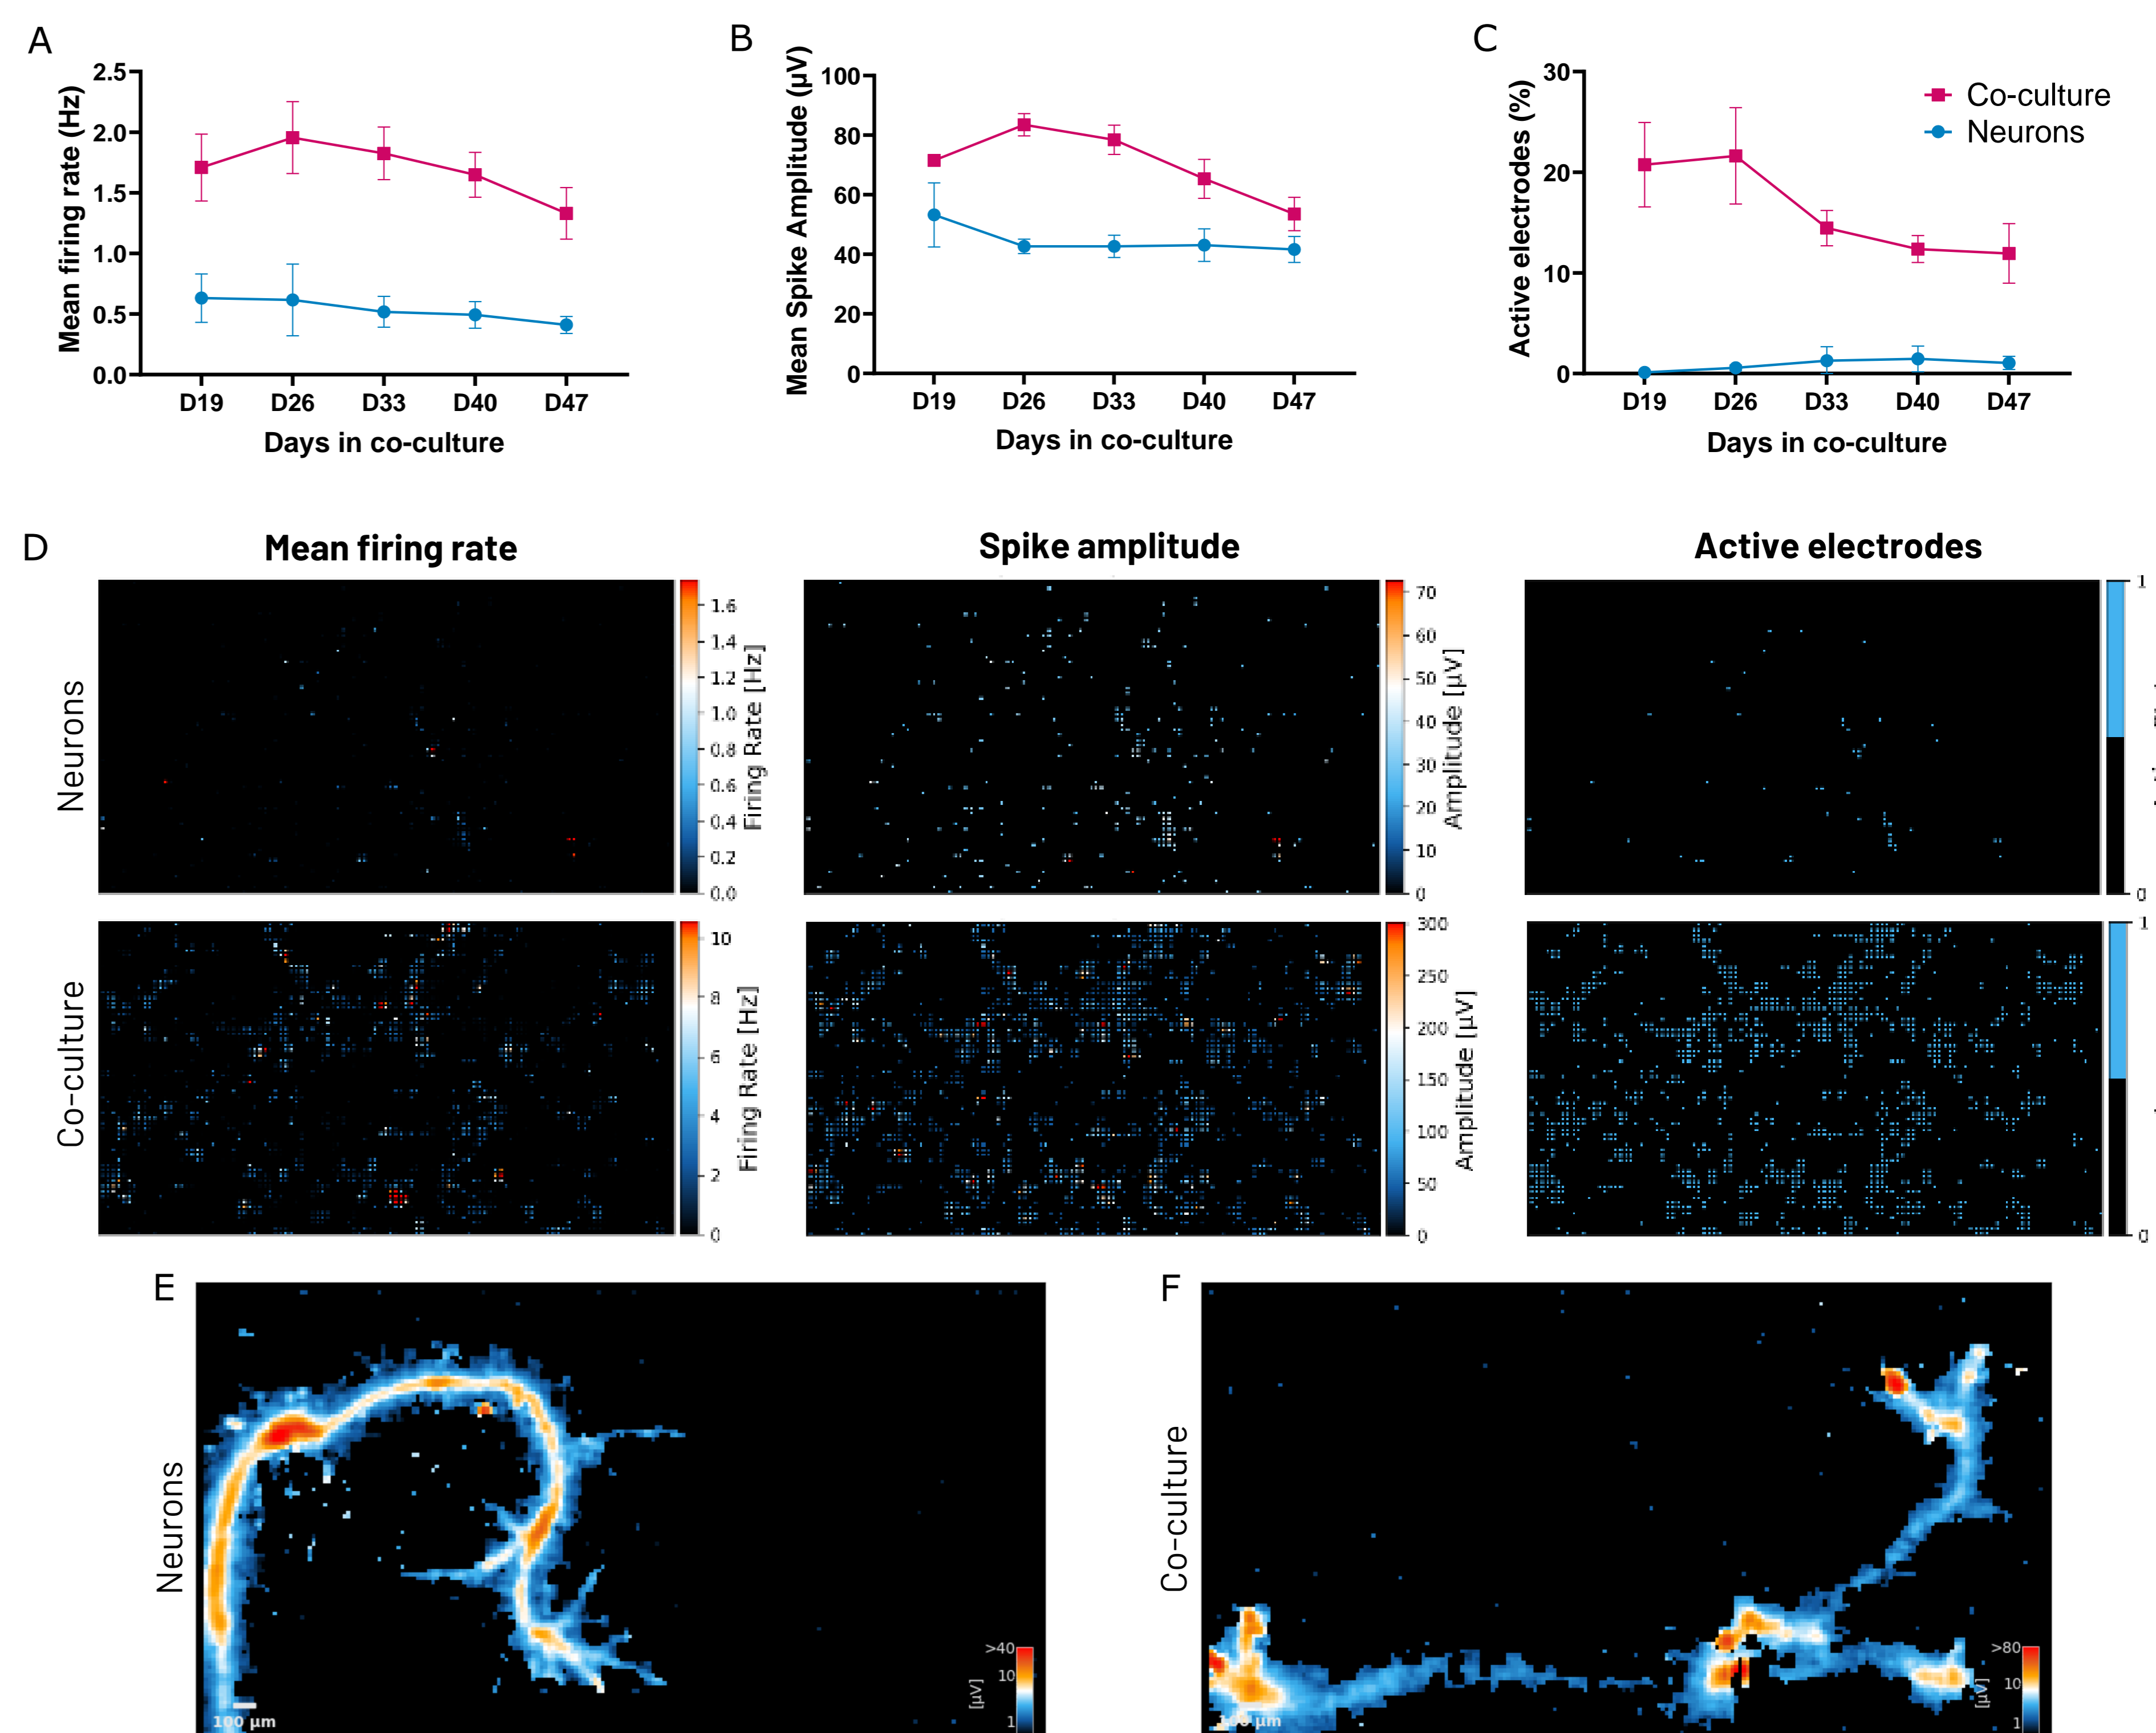 A
2.5
2.0
1.5
1.0
0.5
0.0
Mean firing rate (Hz)
D19 D26 D33 D40 D47
Days in co-culture
B
100
80
60
40
20
0
Mean Spike Amplitude (µV)
D19 D26 D33 D40 D47
Days in co-culture
C
30
20
10
0
Active electrodes (%)
D19 D26 D33 D40 D47
Days in co-culture
Co-culture
Neurons
D
Mean firing rate
Spike amplitude
Active electrodes
Neurons
1.6
1.4
1.2
1.0
0.8
0.6
0.4
0.2
0.0
Firing Rate [Hz]
70
60
50
40
30
20
10
0
Amplitude [µV]
1
0
Co-culture
10
8
6
4
2
0
Firing Rate [Hz]
300
250
200
150
100
50
0
Amplitude [µV]
1
0
E
Neurons
100 µm
>40
10
1
[µV]
F
Co-culture
100 µm
>80
10
1
[µV]